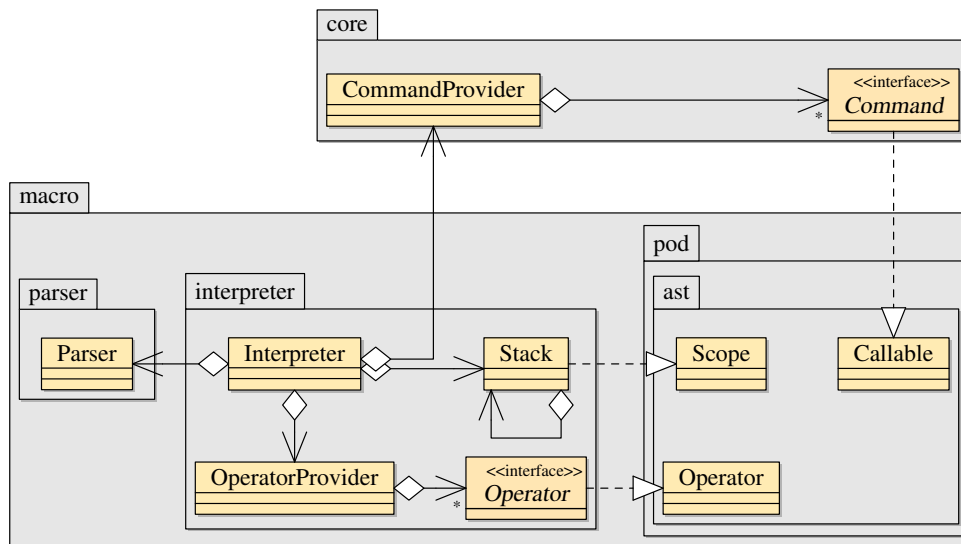 core
CommandProvider
<<interface>>
Command
*
macro
pod
parser
interpreter
ast
Parser
Interpreter
Stack
Scope
Callable
OperatorProvider
<<interface>>
Operator
*
Operator